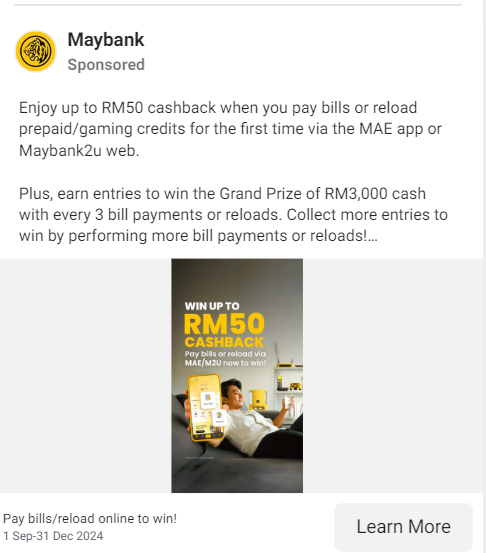 Maybank
Sponsored
Enjoy up to RM50 cashback when you pay bills or reload
prepaid/gaming credits for the first time via the MAE app or
Maybank2u web.
Plus, earn entries to win the Grand Prize of RM3,000 cash
with every 3 bill payments or reloads. Collect more entries to
win by performing more bill payments or reloads!...
WIN UP TO
RM50
CASHBACK
Pay bills or reload via
MAE/M2U now to win!
Pay bills/reload online to win!
1 Sep-31 Dec 2024
Learn More